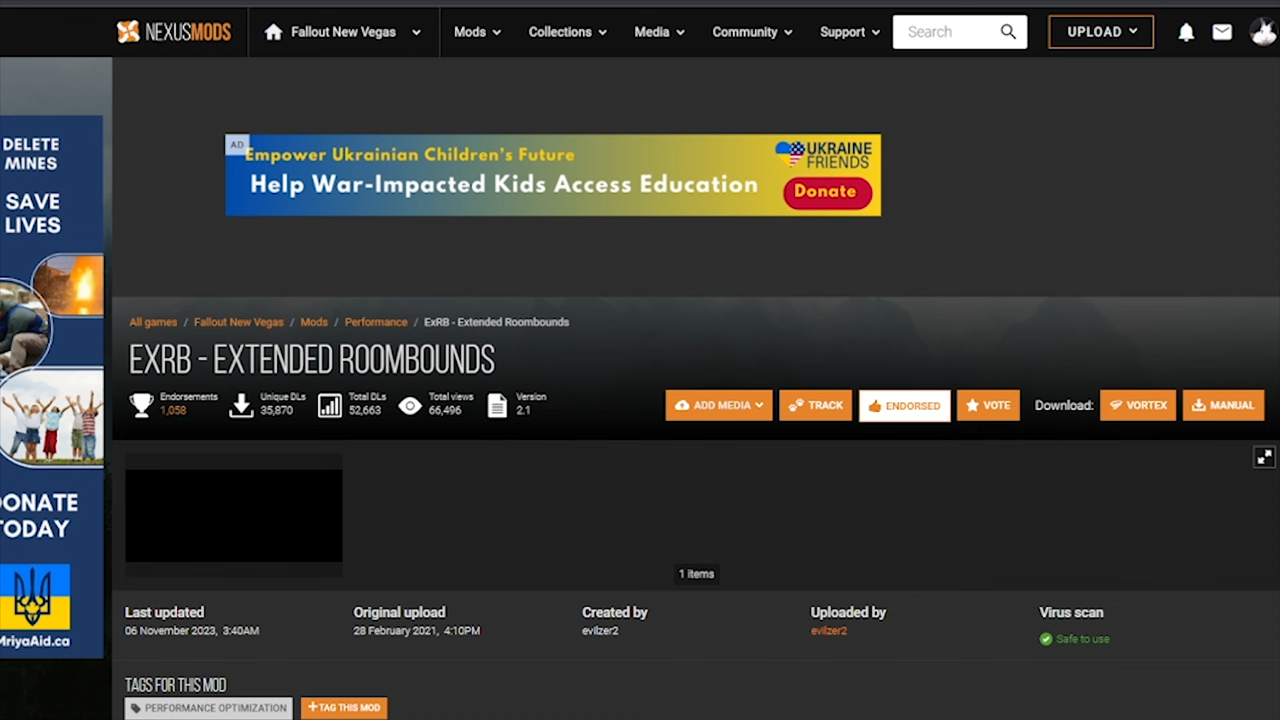 NEXUSMODS
Fallout New Vegas
Mods
Collections
Media
Community
Support
Search
UPLOAD
DELETE
MINES
SAVE
LIVES
DONATE
TODAY
MriyaAid.ca
AD
Empower Ukrainian Children's Future
Help War-Impacted Kids Access Education
UKRAINE
FRIENDS
Donate
All games / Fallout New Vegas / Mods / Performance / ExRB - Extended Roombounds
EXRB - EXTENDED ROOMBOUNDS
Endorsements
1,058
Unique DLs
35,870
Total DLs
52,663
Total views
66,496
Version
2.1
ADD MEDIA
TRACK
ENDORSED
VOTE
Download:
VORTEX
MANUAL
1 items
Last updated
06 November 2023, 3:40AM
Original upload
28 February 2021, 4:10PM
Created by
evilzer2
Uploaded by
evilzer2
Virus scan
Safe to use
TAGS FOR THIS MOD
PERFORMANCE OPTIMIZATION
+TAG THIS MOD